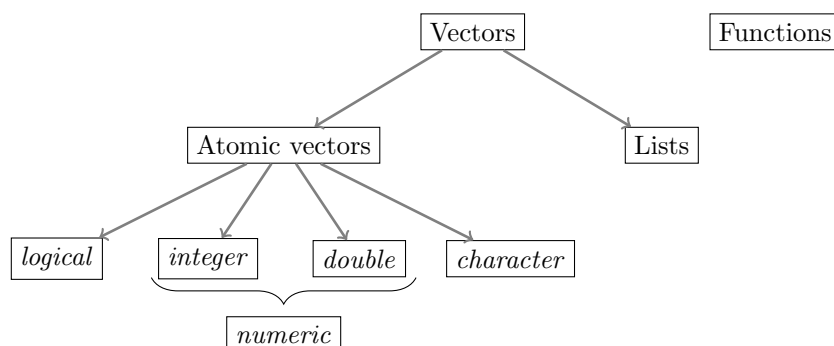 Vectors Functions
Atomic vectors Lists
logical integer double character
numeric